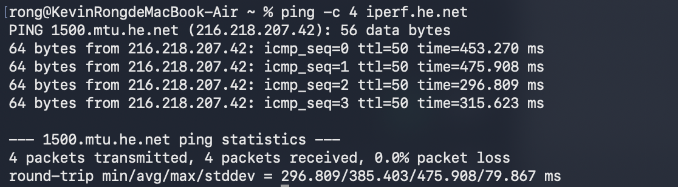 rong@KevinRongdeMacBook-Air ~ % ping -c 4 iperf.he.net
PING 1500.mtu.he.net (216.218.207.42): 56 data bytes
64 bytes from 216.218.207.42: icmp_seq=0 ttl=50 time=453.270 ms
64 bytes from 216.218.207.42: icmp_seq=1 ttl=50 time=475.908 ms
64 bytes from 216.218.207.42: icmp_seq=2 ttl=50 time=296.809 ms
64 bytes from 216.218.207.42: icmp_seq=3 ttl=50 time=315.623 ms
--- 1500.mtu.he.net ping statistics ---
4 packets transmitted, 4 packets received, 0.0% packet loss
round-trip min/avg/max/stddev = 296.809/385.403/475.908/79.867 ms